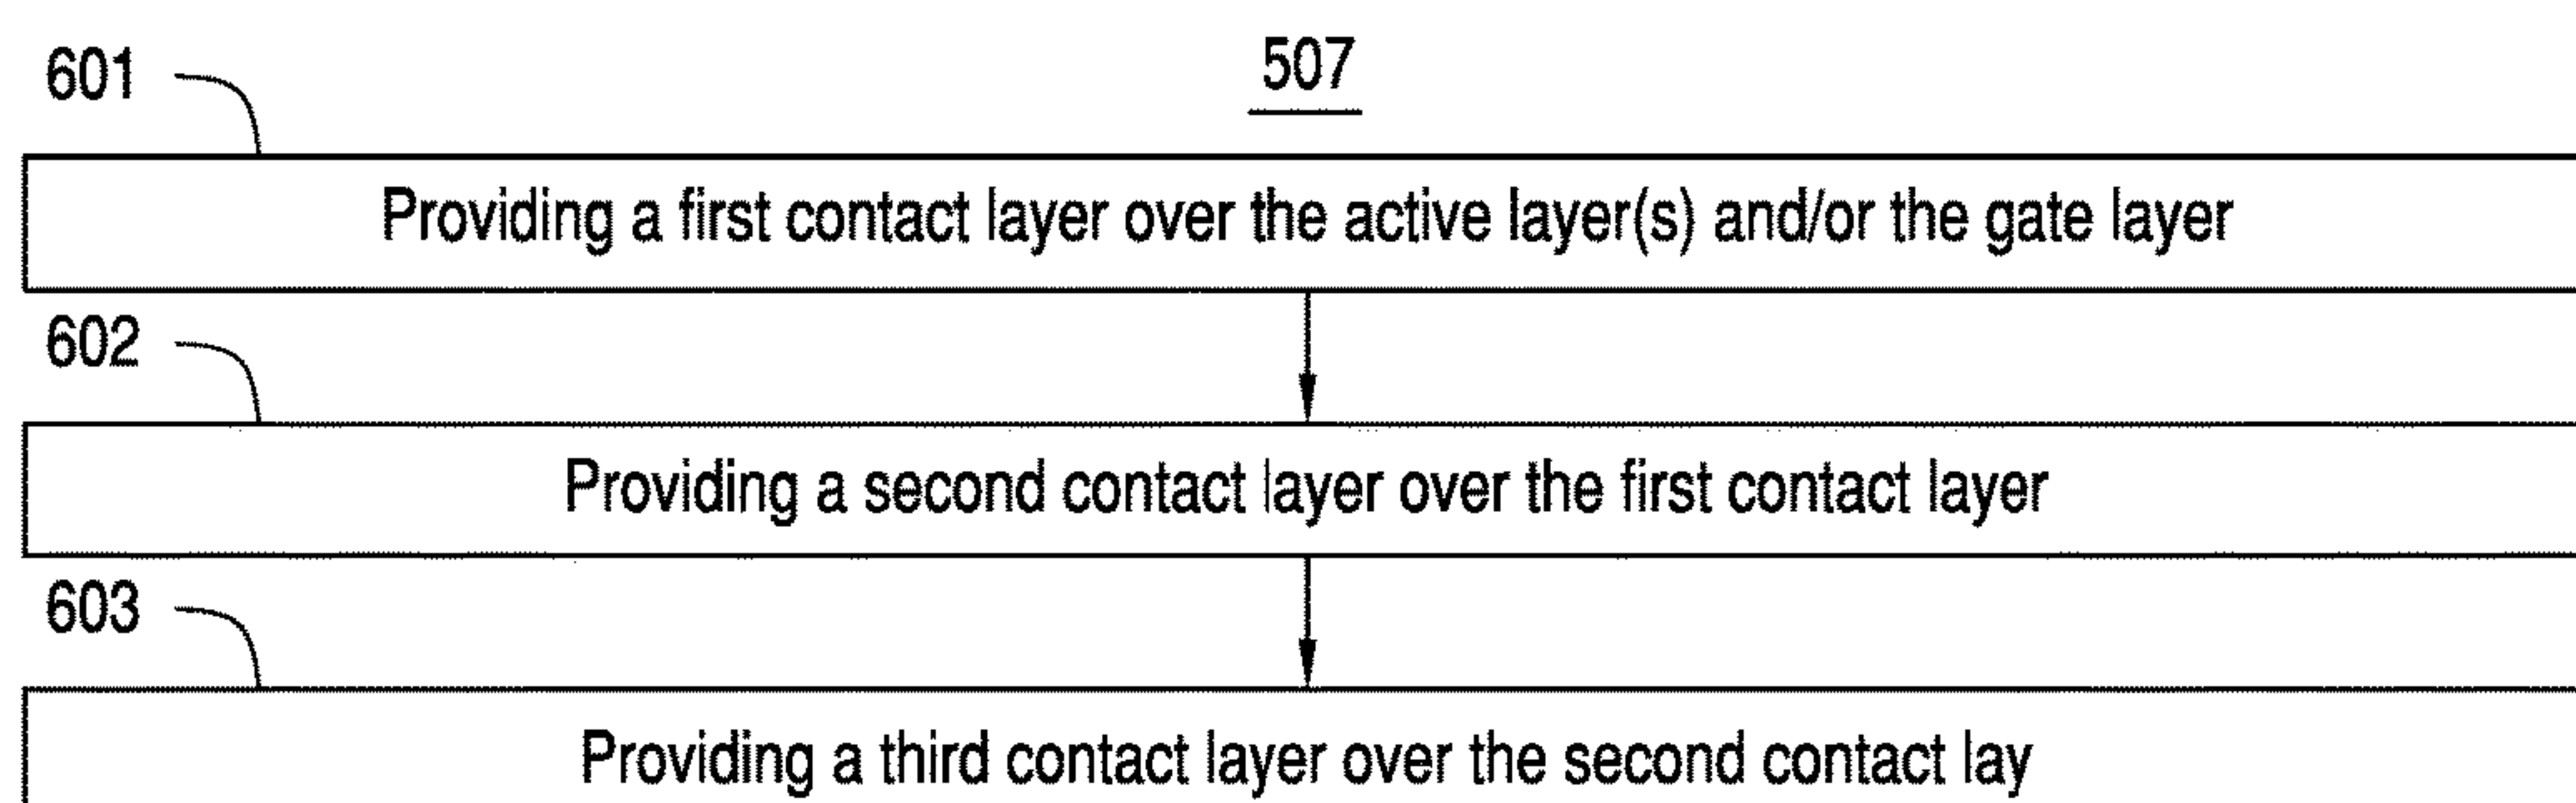 507
601
Providing a first contact layer over the active layer(s) and/or the gate layer
602
Providing a second contact layer over the first contact layer
603
Providing a third contact layer over the second contact lay